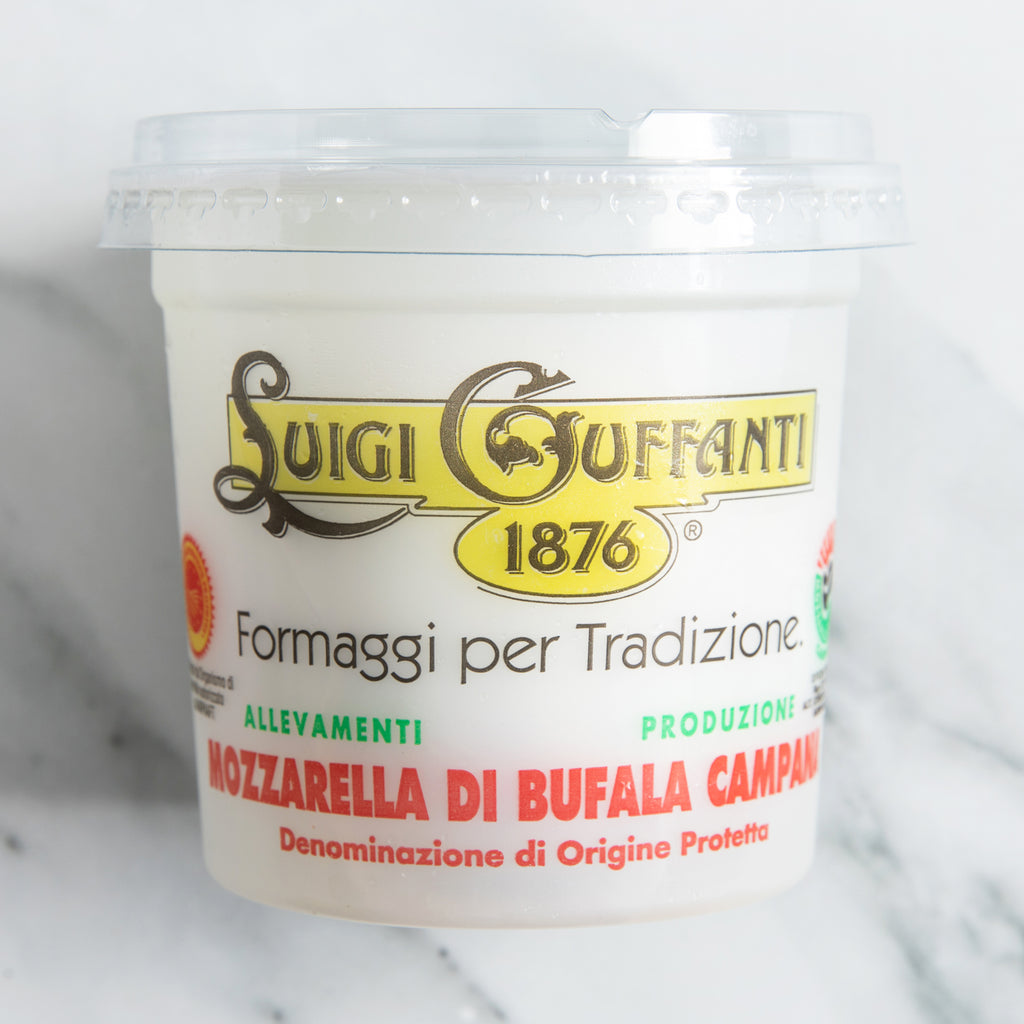 LUIGI GUFFANTI
1876 ®
Formaggi per Tradizione.
ALLEVAMENTI PRODUZIONE
MOZZARELLA DI BUFALA CAMPANA
Denominazione di Origine Protetta